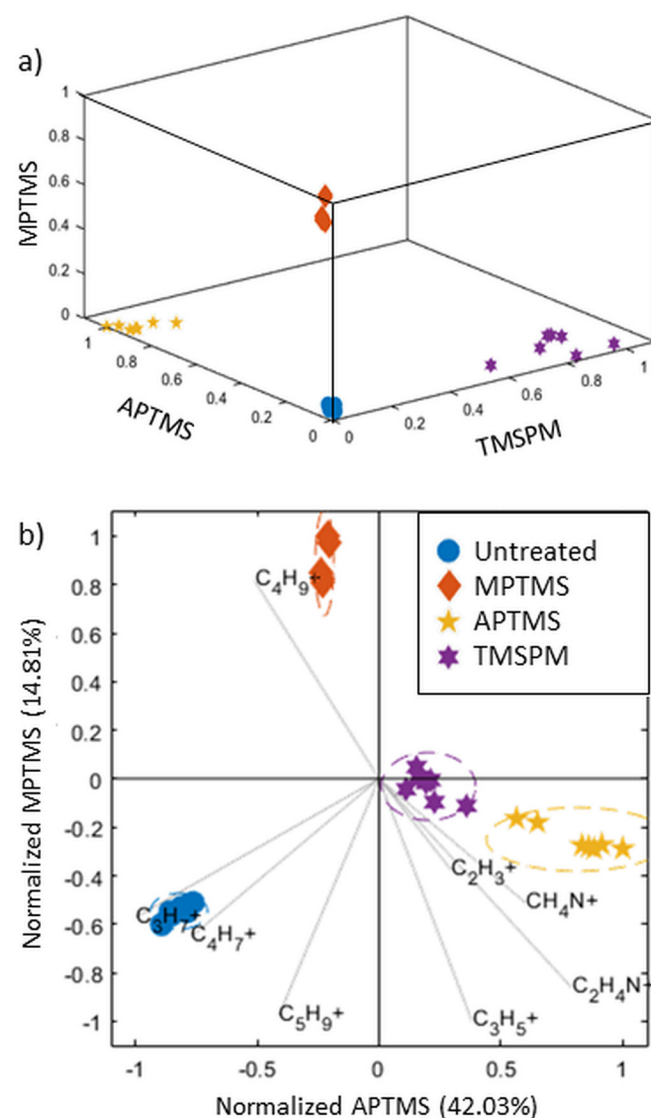 a)
MPTMS
1
0.8
0.6
0.4
0.2
0
1
0.8
0.6
0.4
0.2
0
APTMS
0
0.2
0.4
0.6
0.8
1
TMSPM
b)
Normalized MPTMS (14.81%)
1
0.8
0.6
0.4
0.2
0
-0.2
-0.4
-0.6
-0.8
-1
Untreated
MPTMS
APTMS
TMSPM
C₄H₉+
C₂H₃+
CH₄N+
C₃H₇+
C₄H₇+
C₂H₄N+
C₅H₉+
C₃H₅+
-1 -0.5 0 0.5 1
Normalized APTMS (42.03%)